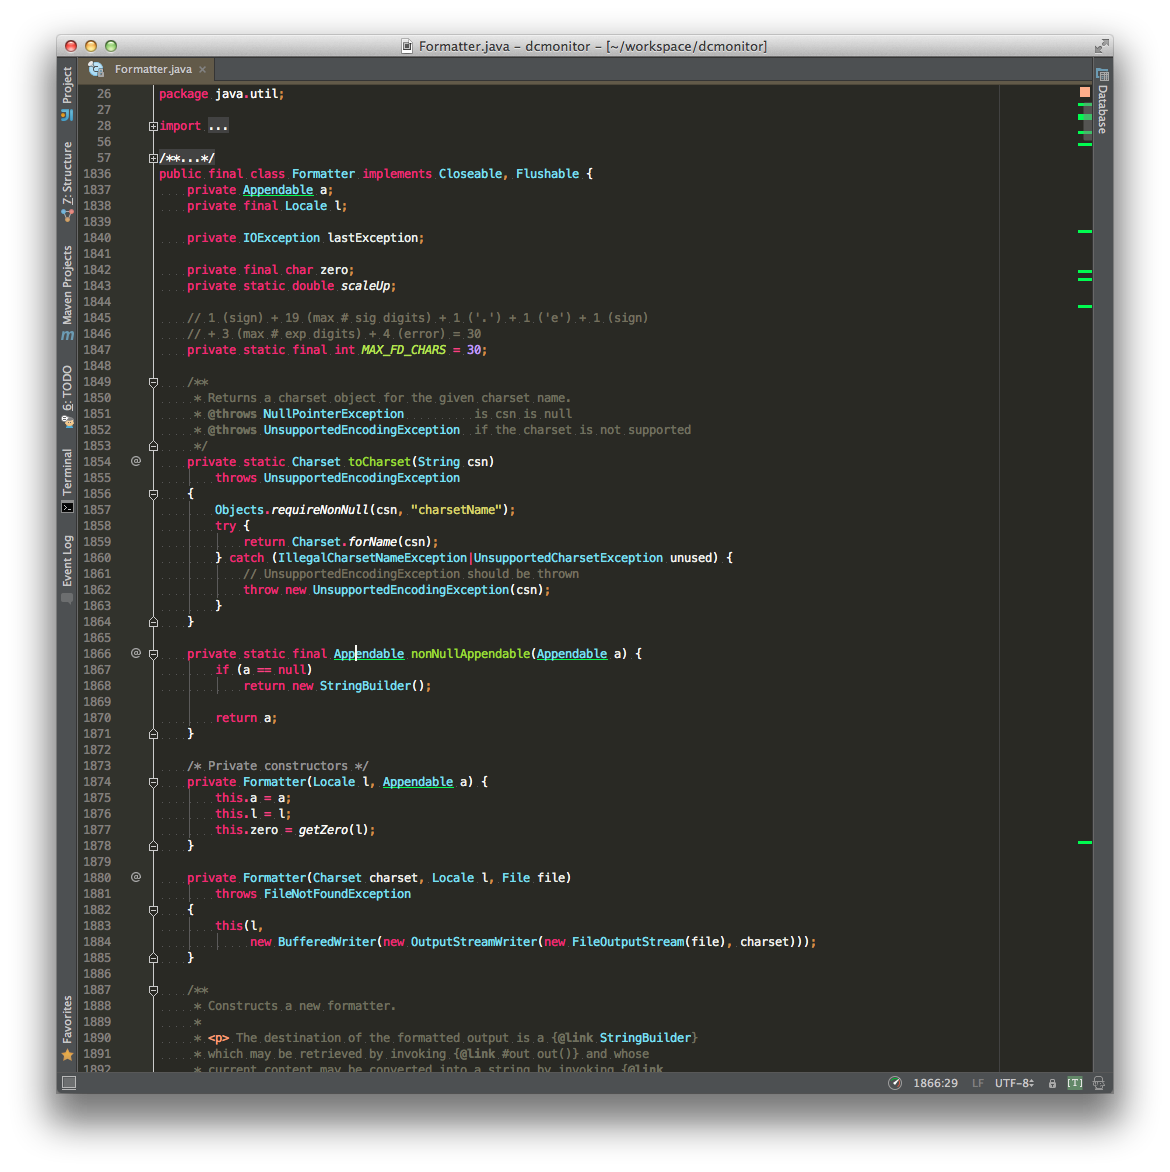 Formatter.java - dcmonitor - [~/workspace/dcmonitor]
Formatter.java
Project
Z: Structure
Maven Projects
6: TODO
Terminal
Event Log
Favorites
Database
26 package java.util;
27
28 import ...
56
57 /**...*/
1836 public final class Formatter implements Closeable, Flushable {
1837 private Appendable a;
1838 private final Locale l;
1839
1840 private IOException lastException;
1841
1842 private final char zero;
1843 private static double scaleUp;
1844
1845 // 1 (sign) + 19 (max # sig digits) + 1 ('.') + 1 ('e') + 1 (sign)
1846 // + 3 (max # exp digits) + 4 (error) = 30
1847 private static final int MAX_FD_CHARS = 30;
1848
1849 /**
1850 * Returns a charset object for the given charset name.
1851 * @throws NullPointerException          is csn is null
1852 * @throws UnsupportedEncodingException  if the charset is not supported
1853 */
1854 @ private static Charset toCharset(String csn)
1855 throws UnsupportedEncodingException
1856 {
1857 Objects.requireNonNull(csn, "charsetName");
1858 try {
1859 return Charset.forName(csn);
1860 } catch (IllegalCharsetNameException|UnsupportedCharsetException unused) {
1861 // UnsupportedEncodingException should be thrown
1862 throw new UnsupportedEncodingException(csn);
1863 }
1864 }
1865
1866 @ private static final Appendable nonNullAppendable(Appendable a) {
1867 if (a == null)
1868 return new StringBuilder();
1869
1870 return a;
1871 }
1872
1873 /* Private constructors */
1874 private Formatter(Locale l, Appendable a) {
1875 this.a = a;
1876 this.l = l;
1877 this.zero = getZero(l);
1878 }
1879
1880 @ private Formatter(Charset charset, Locale l, File file)
1881 throws FileNotFoundException
1882 {
1883 this(l,
1884 new BufferedWriter(new OutputStreamWriter(new FileOutputStream(file), charset)));
1885 }
1886
1887 /**
1888 * Constructs a new formatter.
1889 *
1890 * <p> The destination of the formatted output is a {@link StringBuilder}
1891 * which may be retrieved by invoking {@link #out out()} and whose
1892 * current content may be converted into a string by invoking {@link
1866:29 LF UTF-8 [T]